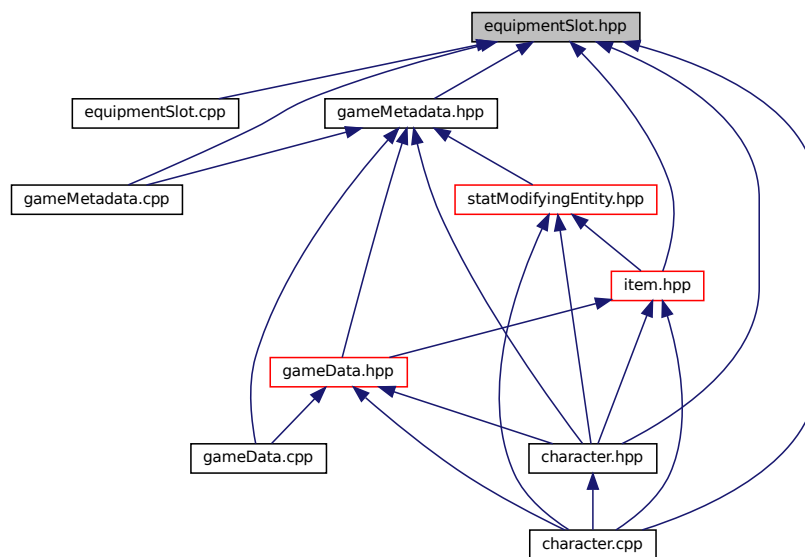 equipmentSlot.hpp
equipmentSlot.cpp
gameMetadata.hpp
gameMetadata.cpp
statModifyingEntity.hpp
item.hpp
gameData.hpp
gameData.cpp
character.hpp
character.cpp